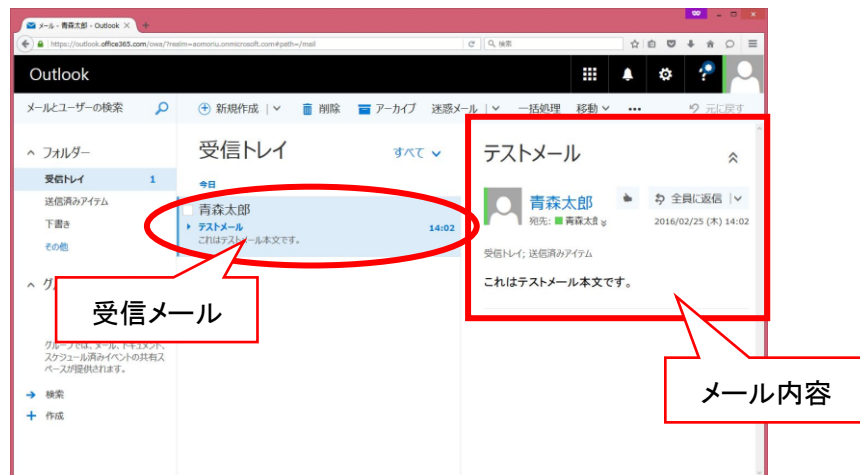 メール - 青森太郎 - Outlook
https://outlook.office365.com/owa/?realm=aomoriu.onmicrosoft.com#path=/mail
検索
Outlook
メールとユーザーの検索
新規作成
削除
アーカイブ
迷惑メール
一括処理
移動
元に戻す
フォルダー
受信トレイ 1
送信済みアイテム
下書き
その他
受信トレイ
すべて
今日
青森太郎
テストメール
14:02
これはテストメール本文です。
テストメール
青森太郎
全員に返信
宛先: 青森太郎
2016/02/25 (木) 14:02
受信トレイ; 送信済みアイテム
これはテストメール本文です。
受信メール
メール内容
グループでは、メール、ドキュメント、
スケジュール済みイベントの共有ス
ペースが提供されます。
検索
作成